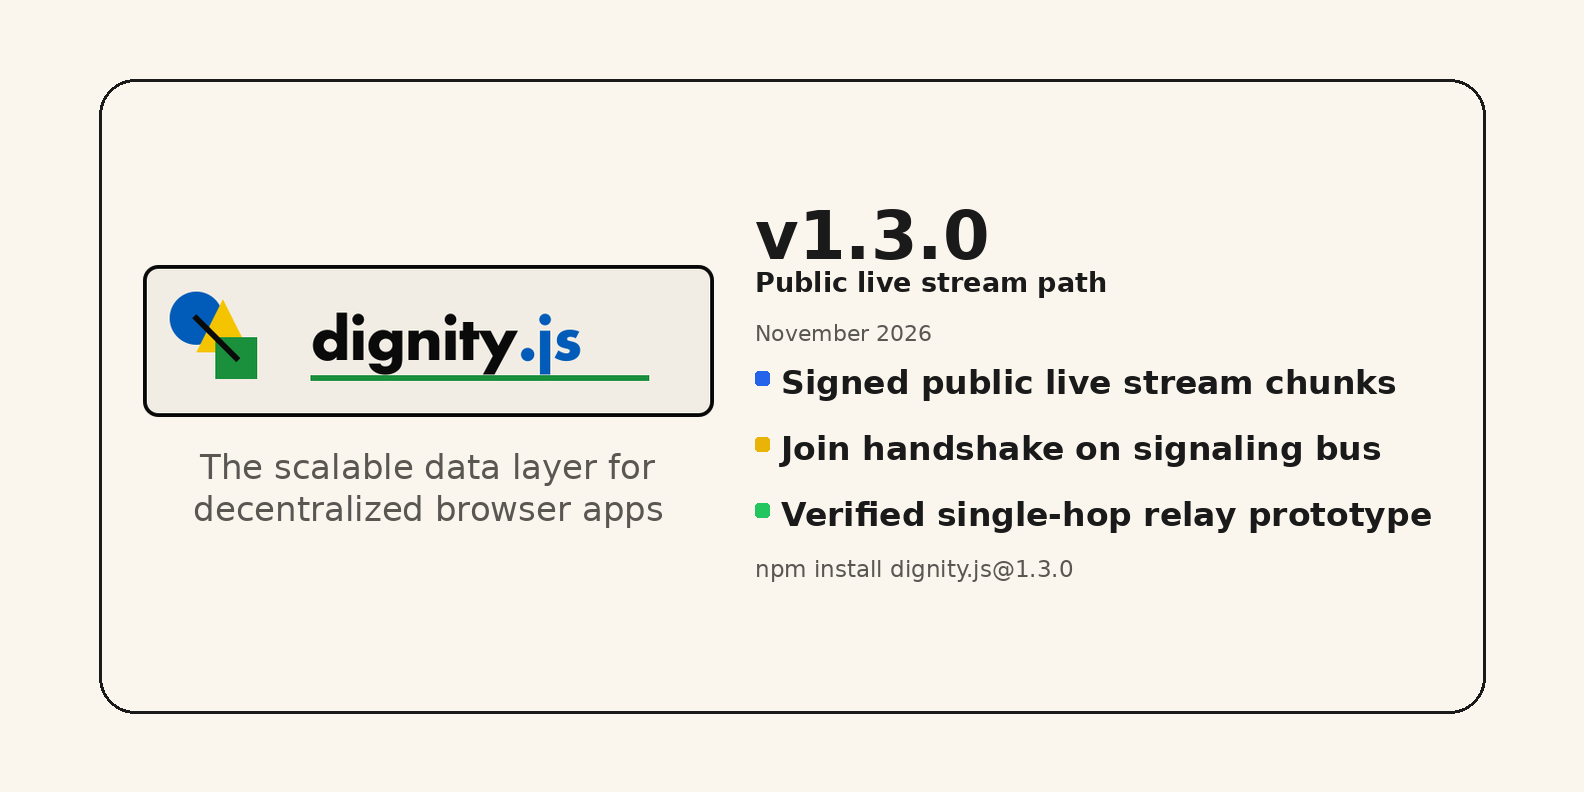 dignity.js
The scalable data layer for
decentralized browser apps
v1.3.0
Public live stream path
November 2026
Signed public live stream chunks
Join handshake on signaling bus
Verified single-hop relay prototype
npm install dignity.js@1.3.0